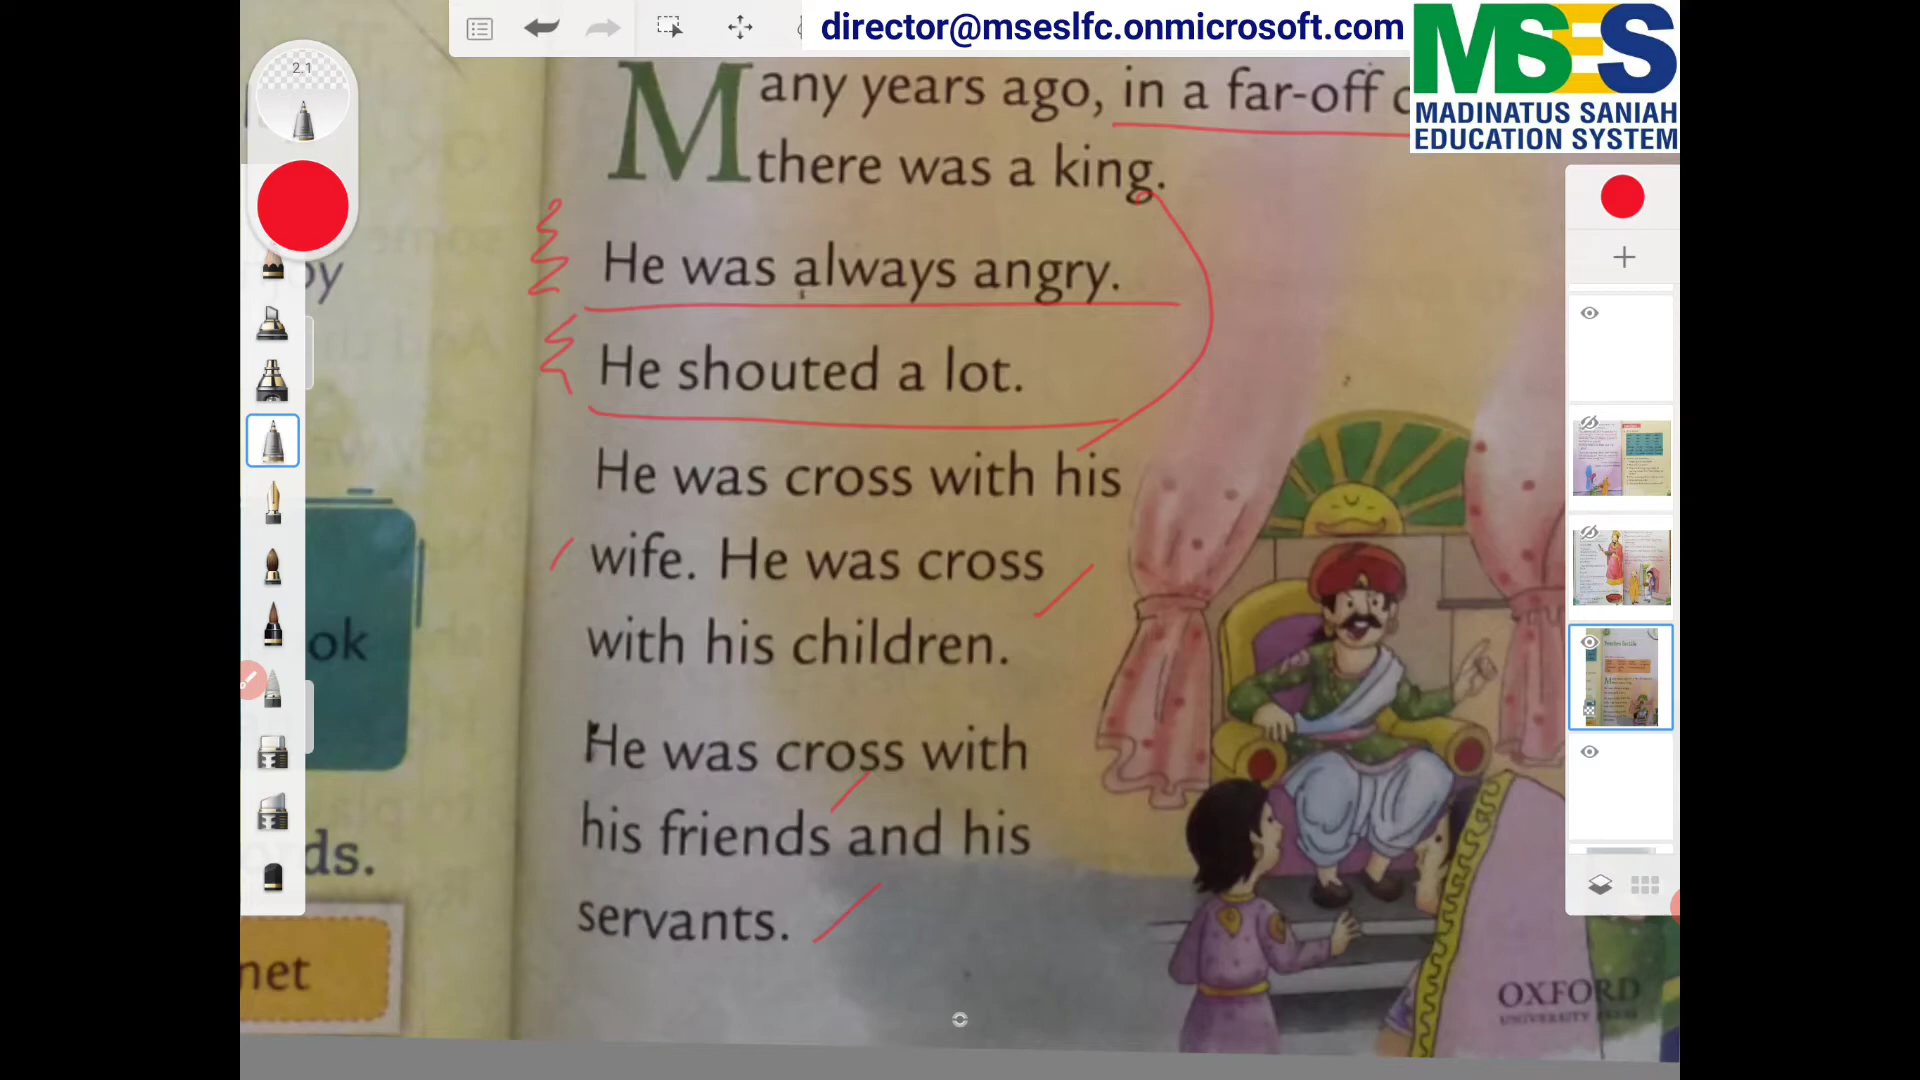 2.1
director@mseslfc.onmicrosoft.com
MSES
MADINATUS SANIAH
EDUCATION SYSTEM
Many years ago, in a far-off
there was a king.
He was always angry.
He shouted a lot.
He was cross with his
wife. He was cross
with his children.
He was cross with
his friends and his
servants.
ok
ds.
net
OXFORD
UNIVERSITY PRESS